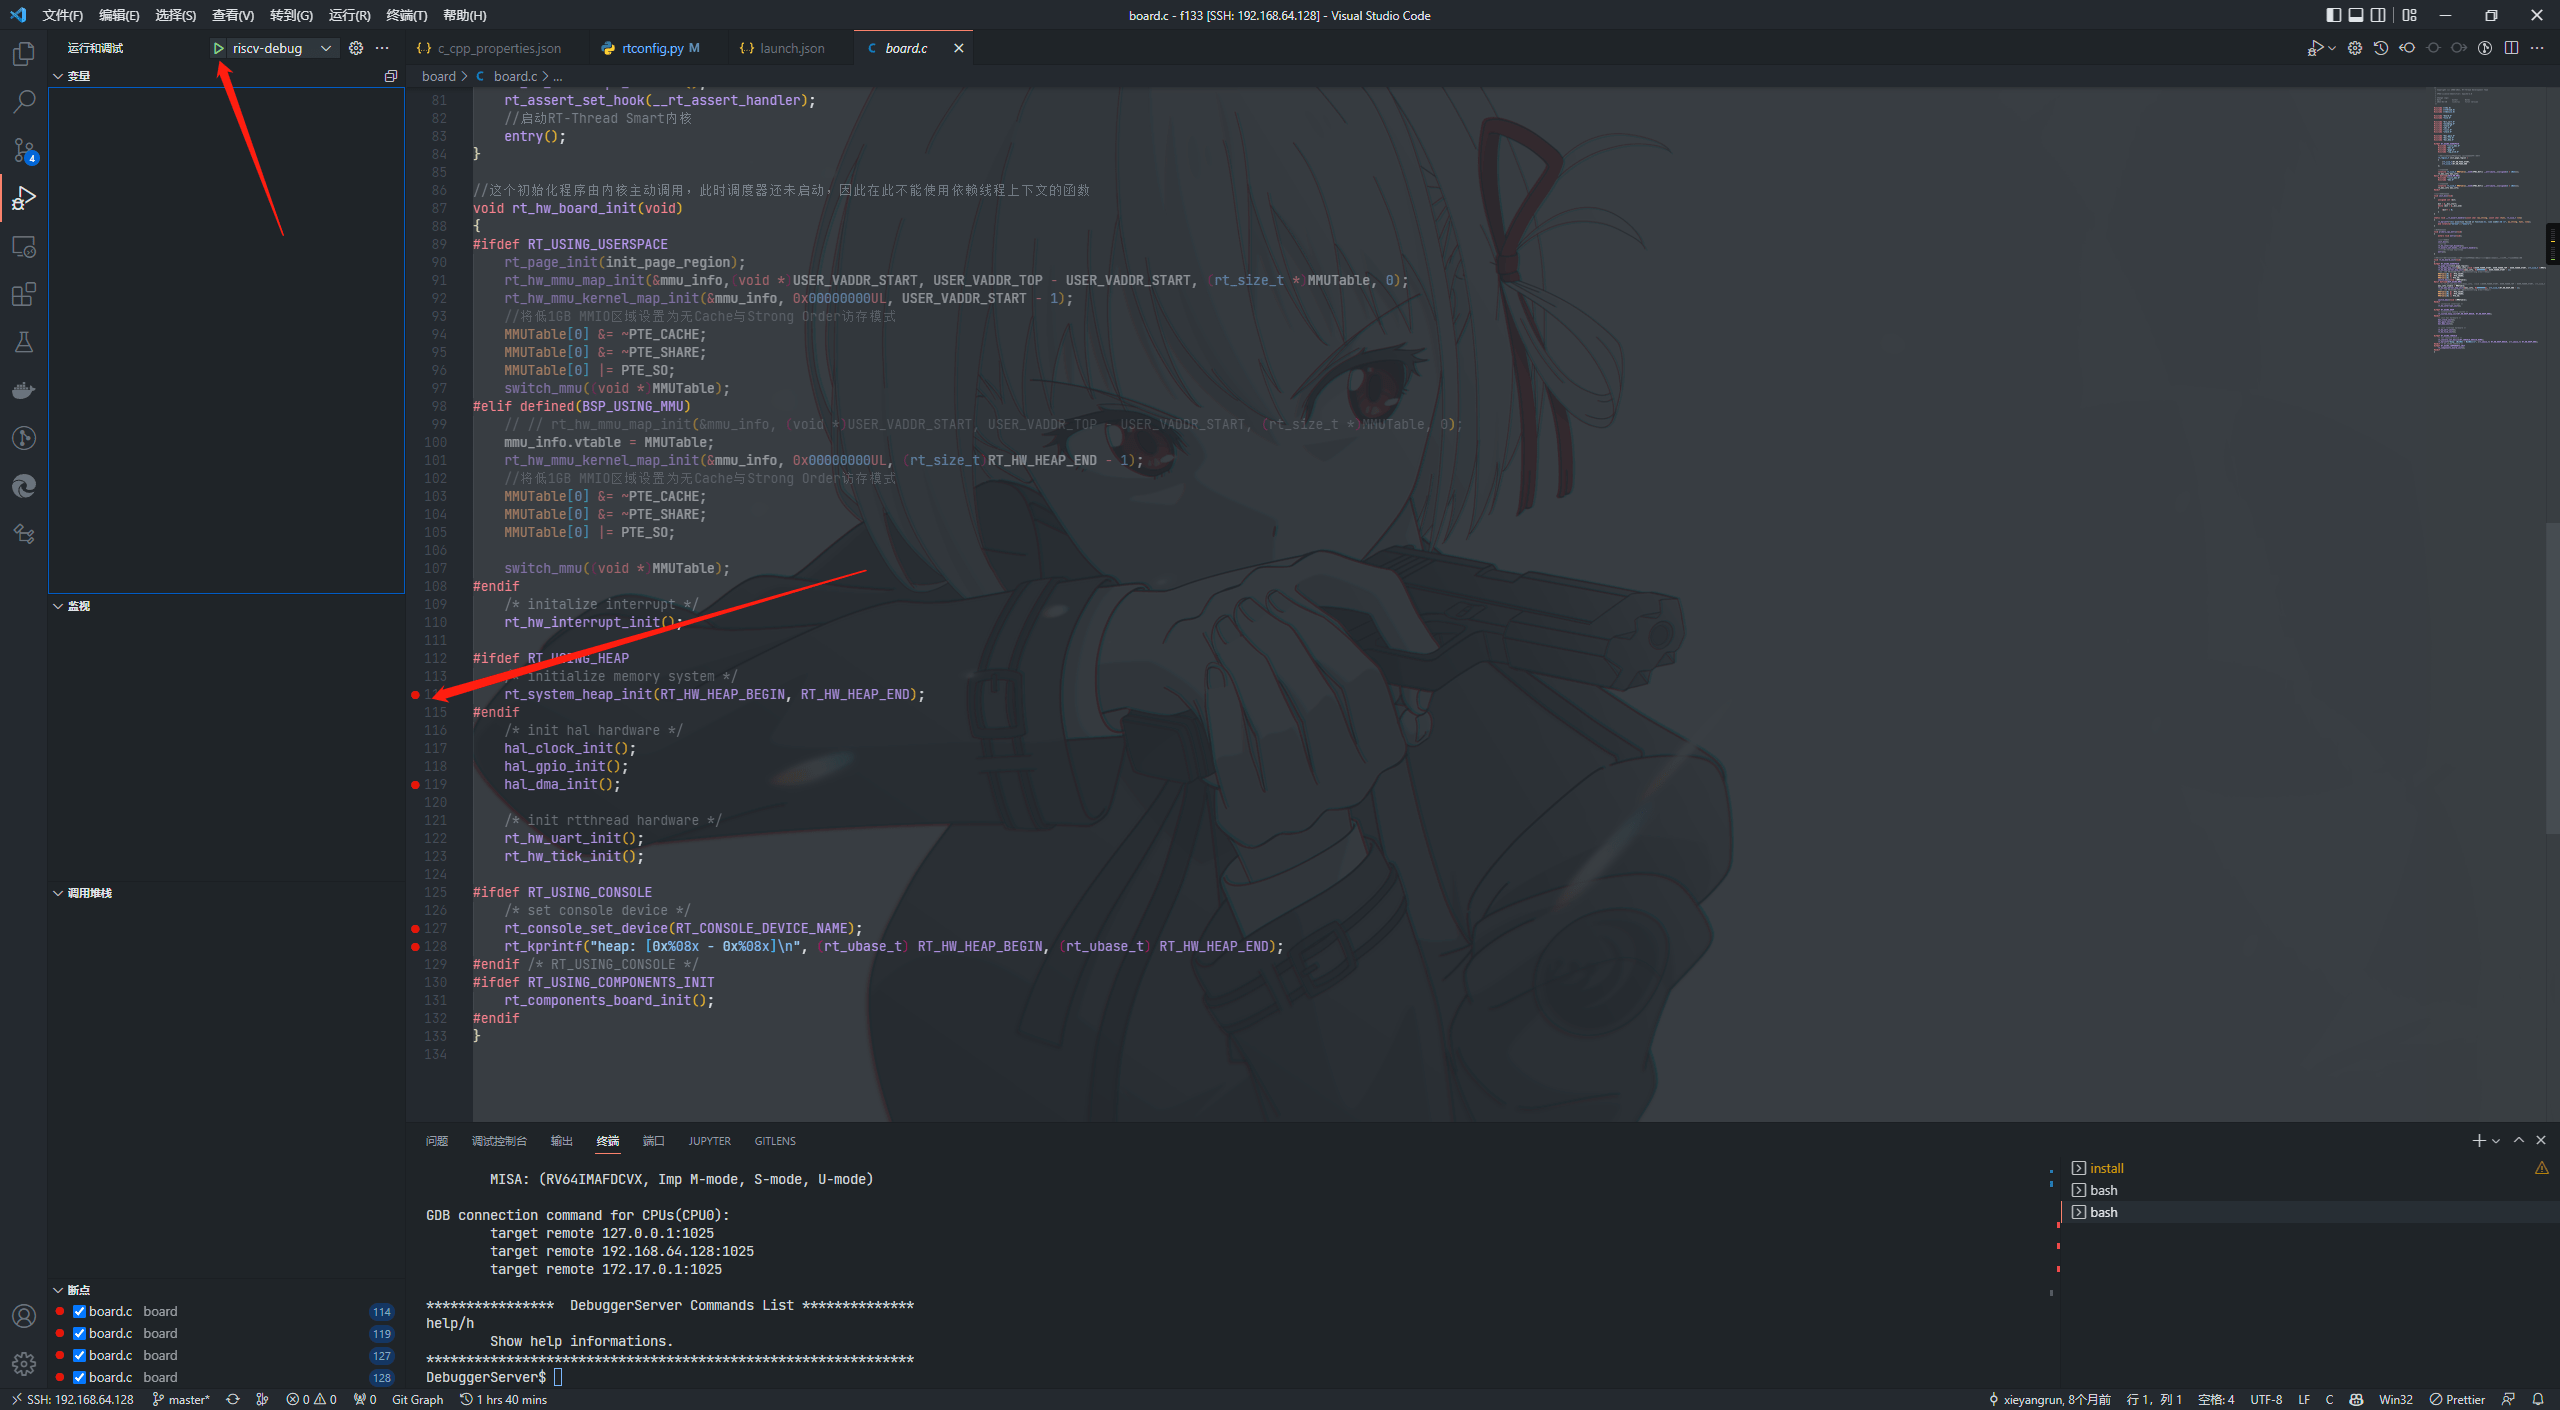 文件(F) 编辑(E) 选择(S) 查看(V) 转到(G) 运行(R) 终端(T) 帮助(H)
board.c - f133 [SSH: 192.168.64.128] - Visual Studio Code
运行和调试 riscv-debug
c_cpp_properties.json rtconfig.py M launch.json board.c
变量
board > C board.c > ...
4
81 rt_assert_set_hook(__rt_assert_handler);
82 //启动RT-Thread Smart内核
83 entry();
84 }
85
86 //这个初始化程序由内核主动调用，此时调度器还未启动，因此在此不能使用依赖线程上下文的函数
87 void rt_hw_board_init(void)
88 {
89 #ifdef RT_USING_USERSPACE
90 rt_page_init(init_page_region);
91 rt_hw_mmu_map_init(&mmu_info,(void *)USER_VADDR_START, USER_VADDR_TOP - USER_VADDR_START, (rt_size_t *)MMUTable, 0);
92 rt_hw_mmu_kernel_map_init(&mmu_info, 0x00000000UL, USER_VADDR_START - 1);
93 //将低1GB MMIO区域设置为无Cache与Strong Order访存模式
94 MMUTable[0] &= ~PTE_CACHE;
95 MMUTable[0] &= ~PTE_SHARE;
96 MMUTable[0] |= PTE_SO;
97 switch_mmu((void *)MMUTable);
98 #elif defined(BSP_USING_MMU)
99 // // rt_hw_mmu_map_init(&mmu_info, (void *)USER_VADDR_START, USER_VADDR_TOP - USER_VADDR_START, (rt_size_t *)MMUTable, 0);
100 mmu_info.vtable = MMUTable;
101 rt_hw_mmu_kernel_map_init(&mmu_info, 0x00000000UL, (rt_size_t)RT_HW_HEAP_END - 1);
102 //将低1GB MMIO区域设置为无Cache与Strong Order访存模式
103 MMUTable[0] &= ~PTE_CACHE;
104 MMUTable[0] &= ~PTE_SHARE;
105 MMUTable[0] |= PTE_SO;
106
107 switch_mmu((void *)MMUTable);
108 #endif
109 /* initalize interrupt */
110 rt_hw_interrupt_init();
111
112 #ifdef RT_USING_HEAP
113 /* initialize memory system */
rt_system_heap_init(RT_HW_HEAP_BEGIN, RT_HW_HEAP_END);
115 #endif
116 /* init hal hardware */
117 hal_clock_init();
118 hal_gpio_init();
119 hal_dma_init();
120
121 /* init rtthread hardware */
122 rt_hw_uart_init();
123 rt_hw_tick_init();
124
125 #ifdef RT_USING_CONSOLE
126 /* set console device */
127 rt_console_set_device(RT_CONSOLE_DEVICE_NAME);
128 rt_kprintf("heap: [0x%08x - 0x%08x]\n", (rt_ubase_t) RT_HW_HEAP_BEGIN, (rt_ubase_t) RT_HW_HEAP_END);
129 #endif /* RT_USING_CONSOLE */
130 #ifdef RT_USING_COMPONENTS_INIT
131 rt_components_board_init();
132 #endif
133 }
134
监视
调用堆栈
断点
board.c board 114
board.c board 119
board.c board 127
board.c board 128
问题 调试控制台 输出 终端 端口 JUPYTER GITLENS
MISA: (RV64IMAFDCVX, Imp M-mode, S-mode, U-mode)
GDB connection command for CPUs(CPU0):
target remote 127.0.0.1:1025
target remote 192.168.64.128:1025
target remote 172.17.0.1:1025
**************** DebuggerServer Commands List **************
help/h
Show help informations.
*************************************************************
DebuggerServer$
install
bash
bash
SSH: 192.168.64.128 master* 0 0 0 Git Graph 1 hrs 40 mins
xieyangrun, 8个月前 行 1，列 1 空格: 4 UTF-8 LF C Win32 Prettier